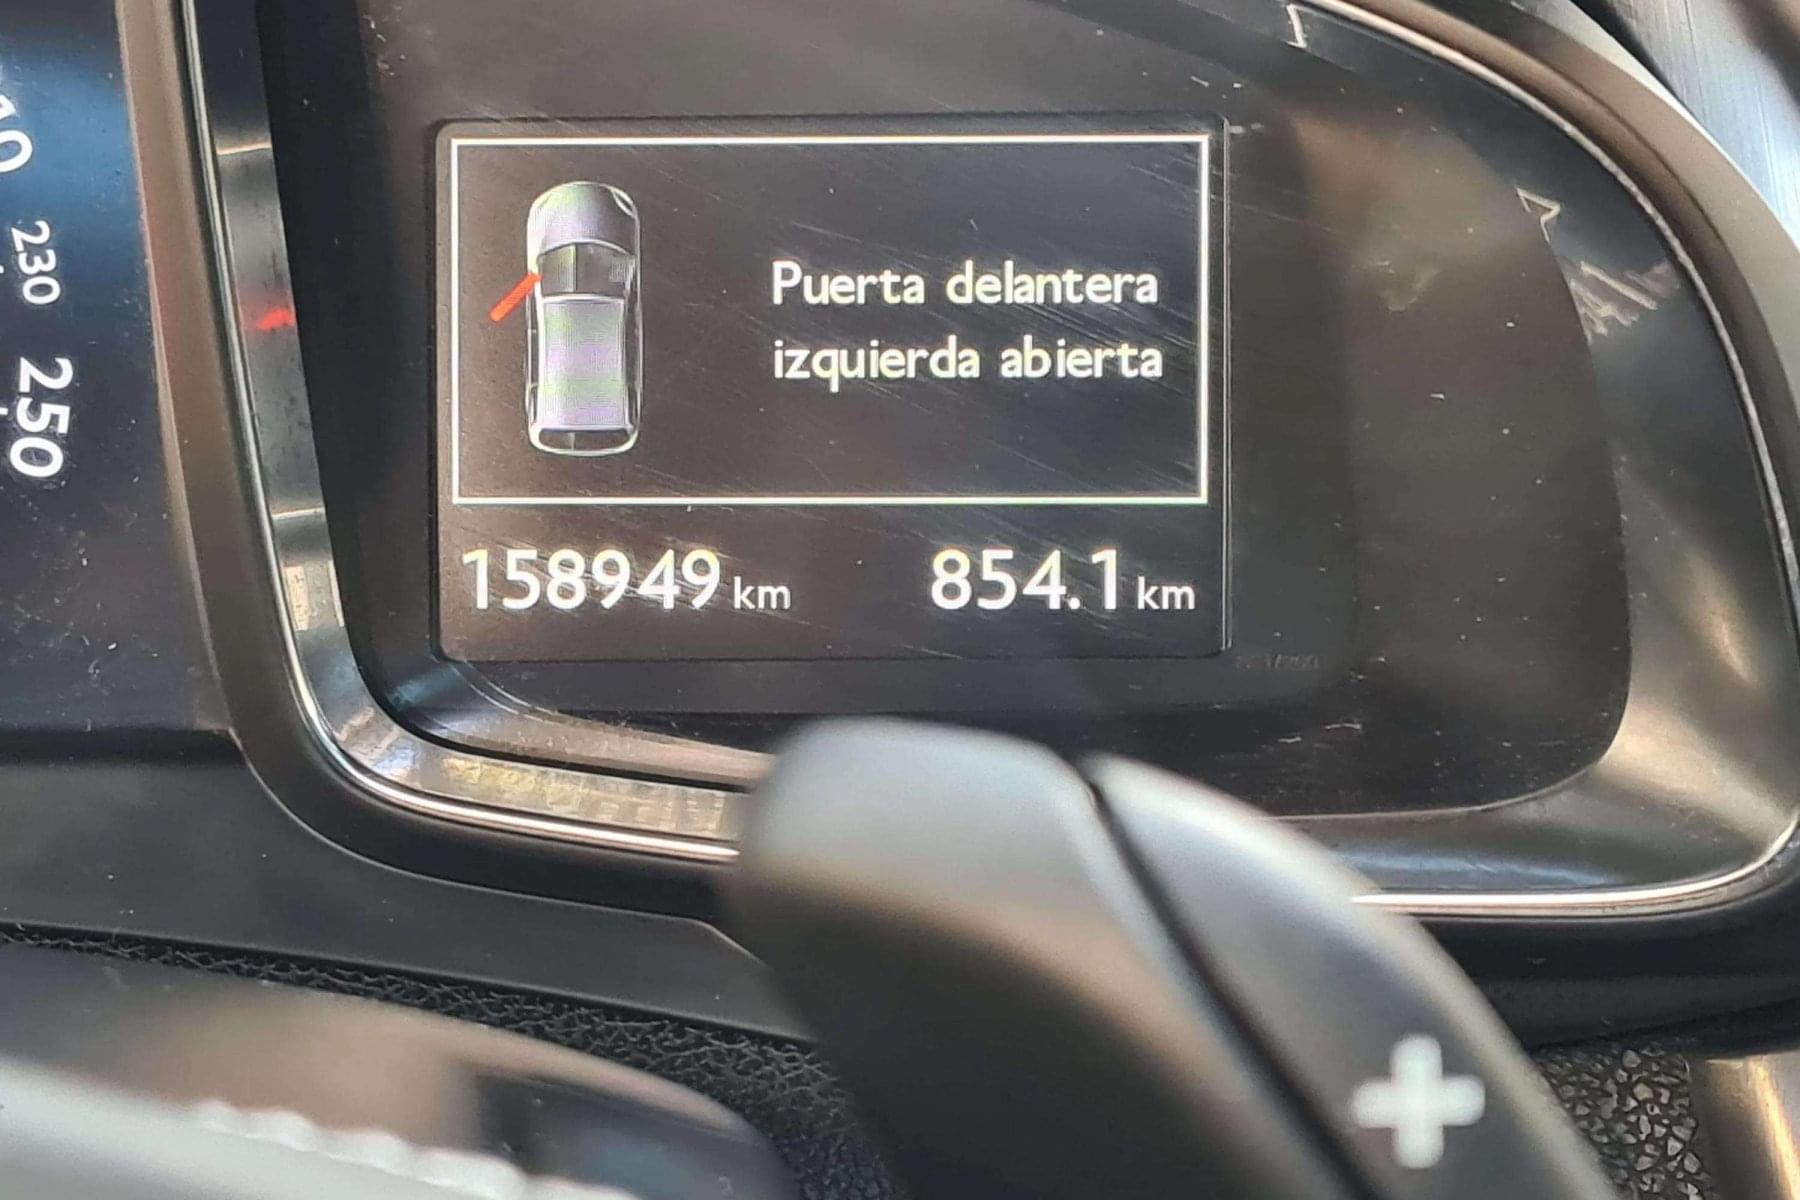 230
250
Puerta delantera
izquierda abierta
158949 km 854.1 km
+